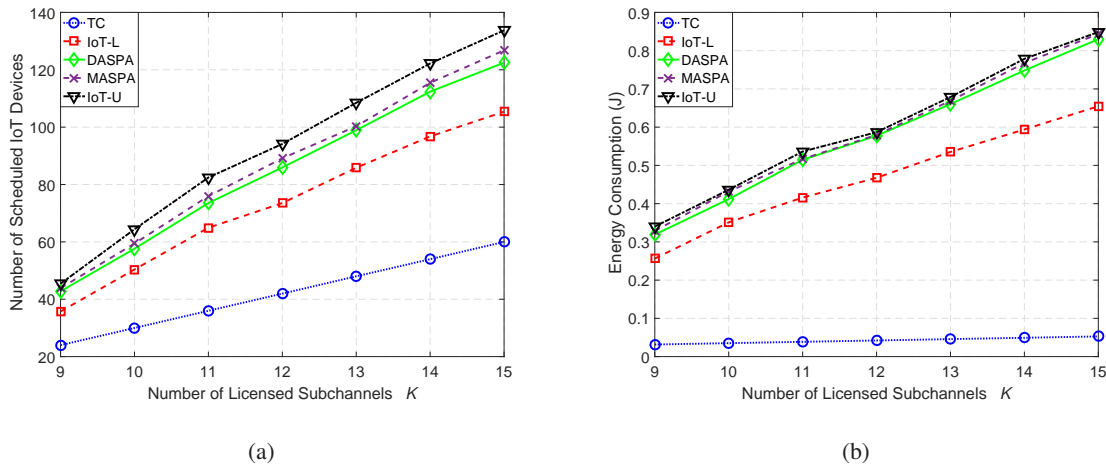 140
120
100
80
60
40
20
9
10
11
12
13
14
15
Number of Scheduled IoT Devices
Number of Licensed Subchannels K
TC
IoT-L
DASPA
MASPA
IoT-U
(a)
0.9
0.8
0.7
0.6
0.5
0.4
0.3
0.2
0.1
0
9
10
11
12
13
14
15
Energy Consumption (J)
Number of Licensed Subchannels K
TC
IoT-L
DASPA
MASPA
IoT-U
(b)